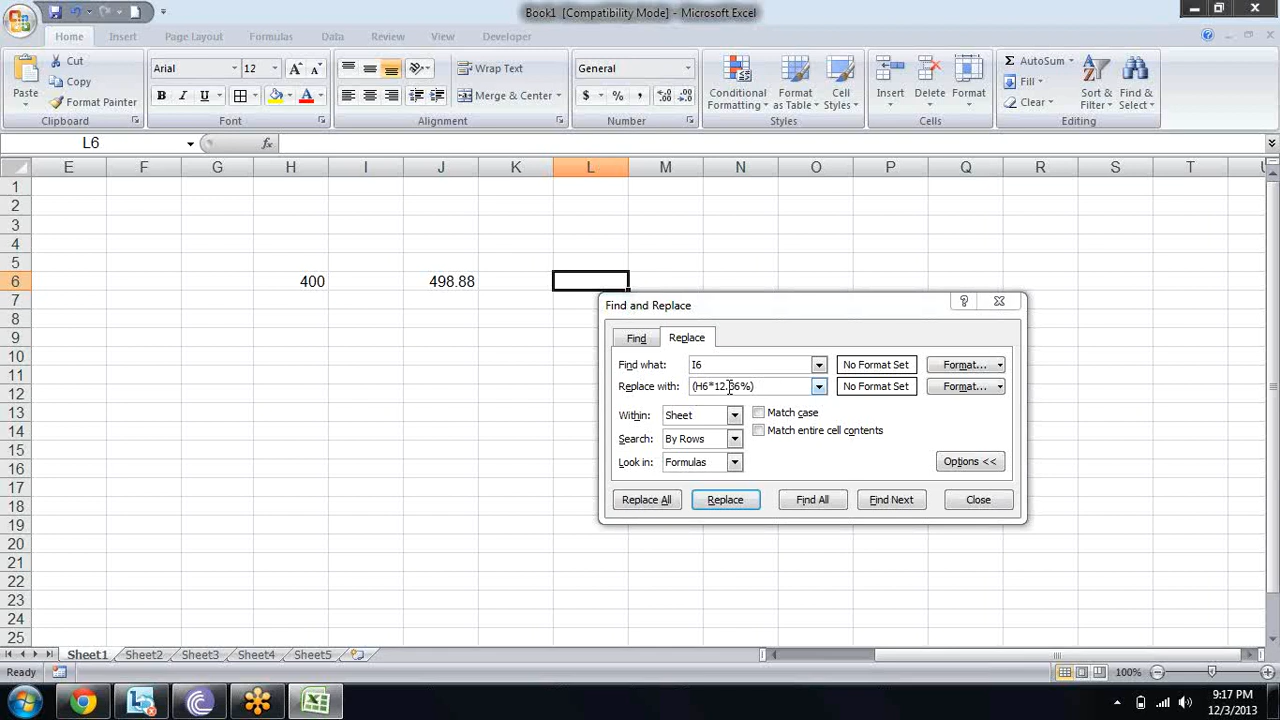 Book1 [Compatibility Mode] - Microsoft Excel
Home Insert Page Layout Formulas Data Review View Developer
Paste
Cut
Copy
Format Painter
Clipboard
Arial 12
B I U
Font
Wrap Text
Merge & Center
Alignment
General
$ % ,
Number
Conditional Formatting
Format as Table
Cell Styles
Styles
Insert
Delete
Format
Cells
AutoSum
Fill
Clear
Sort & Filter
Find & Select
Editing
L6 fx
E F G H I J K L M N O P Q R S T U
1
2
3
4
5
6 400 498.88
7
8
9
10
11
12
13
14
15
16
17
18
19
20
21
22
23
24
25
Find and Replace
Find Replace
Find what: I6 No Format Set Format...
Replace with: (H6*12.36%) No Format Set Format...
Within: Sheet Match case
Match entire cell contents
Search: By Rows
Look in: Formulas Options <<
Replace All Replace Find All Find Next Close
Sheet1 Sheet2 Sheet3 Sheet4 Sheet5
Ready 100%
9:17 PM
12/3/2013